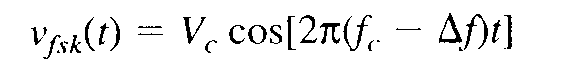 v_fsk(t) = V_c cos[2π(f_c − Δf)t]